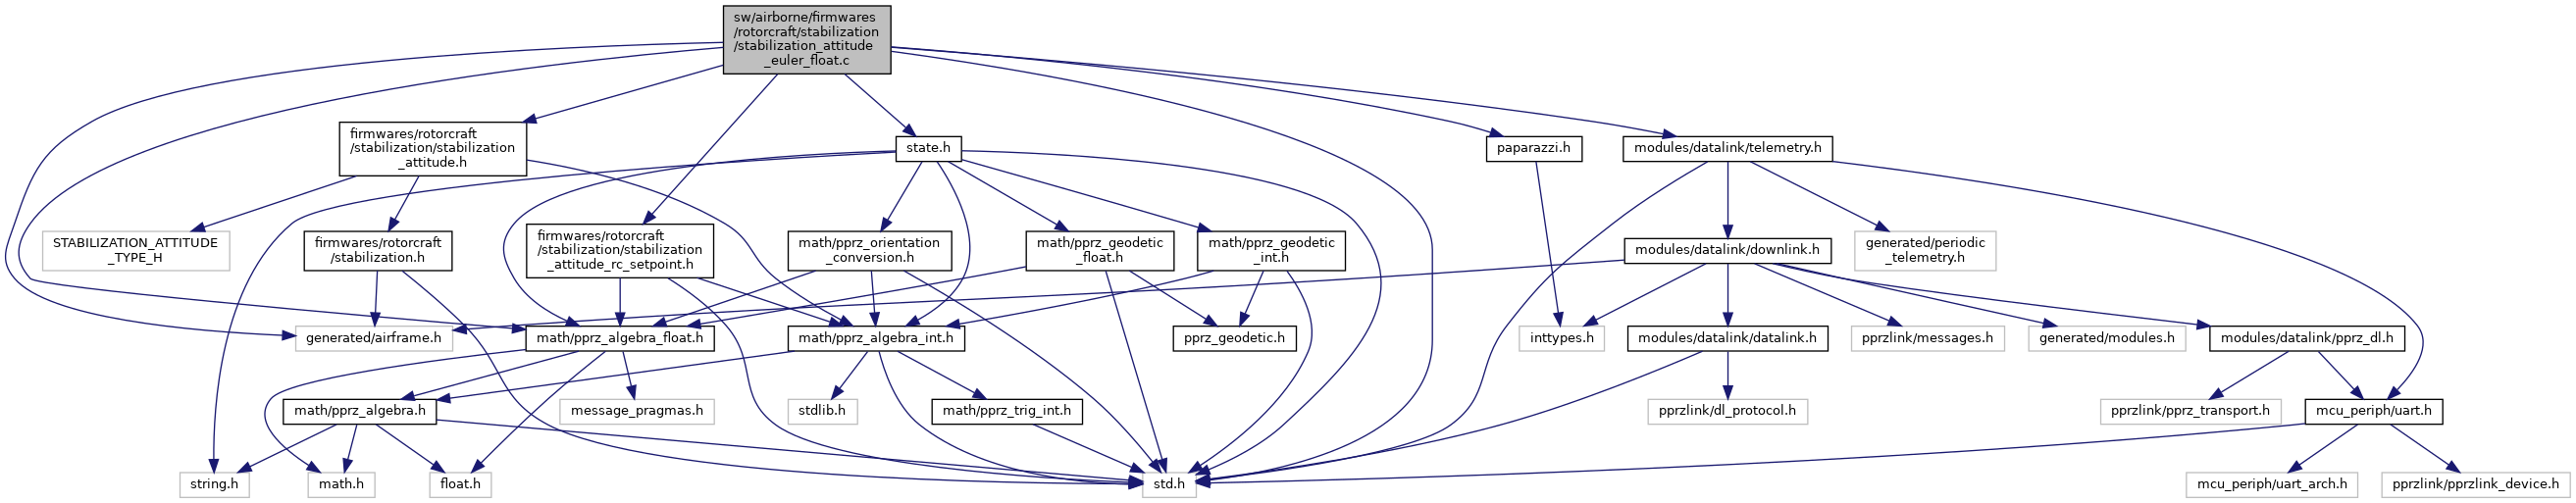 sw/airborne/firmwares
/rotorcraft/stabilization
/stabilization_attitude
_euler_float.c
firmwares/rotorcraft
/stabilization/stabilization
_attitude.h
state.h
paparazzi.h
modules/datalink/telemetry.h
STABILIZATION_ATTITUDE
_TYPE_H
firmwares/rotorcraft
/stabilization.h
firmwares/rotorcraft
/stabilization/stabilization
_attitude_rc_setpoint.h
math/pprz_orientation
_conversion.h
math/pprz_geodetic
_float.h
math/pprz_geodetic
_int.h
modules/datalink/downlink.h
generated/periodic
_telemetry.h
generated/airframe.h
math/pprz_algebra_float.h
math/pprz_algebra_int.h
pprz_geodetic.h
inttypes.h
modules/datalink/datalink.h
pprzlink/messages.h
generated/modules.h
modules/datalink/pprz_dl.h
math/pprz_algebra.h
message_pragmas.h
stdlib.h
math/pprz_trig_int.h
pprzlink/dl_protocol.h
pprzlink/pprz_transport.h
mcu_periph/uart.h
string.h
math.h
float.h
std.h
mcu_periph/uart_arch.h
pprzlink/pprzlink_device.h